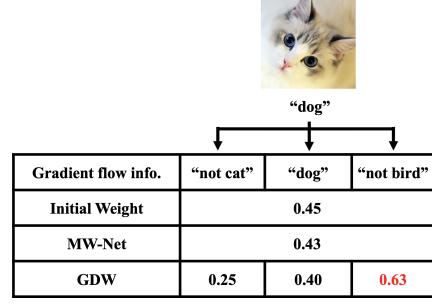 “dog”
Gradient flow info. “not cat” “dog” “not bird”
Initial Weight 0.45
MW-Net 0.43
GDW 0.25 0.40 0.63